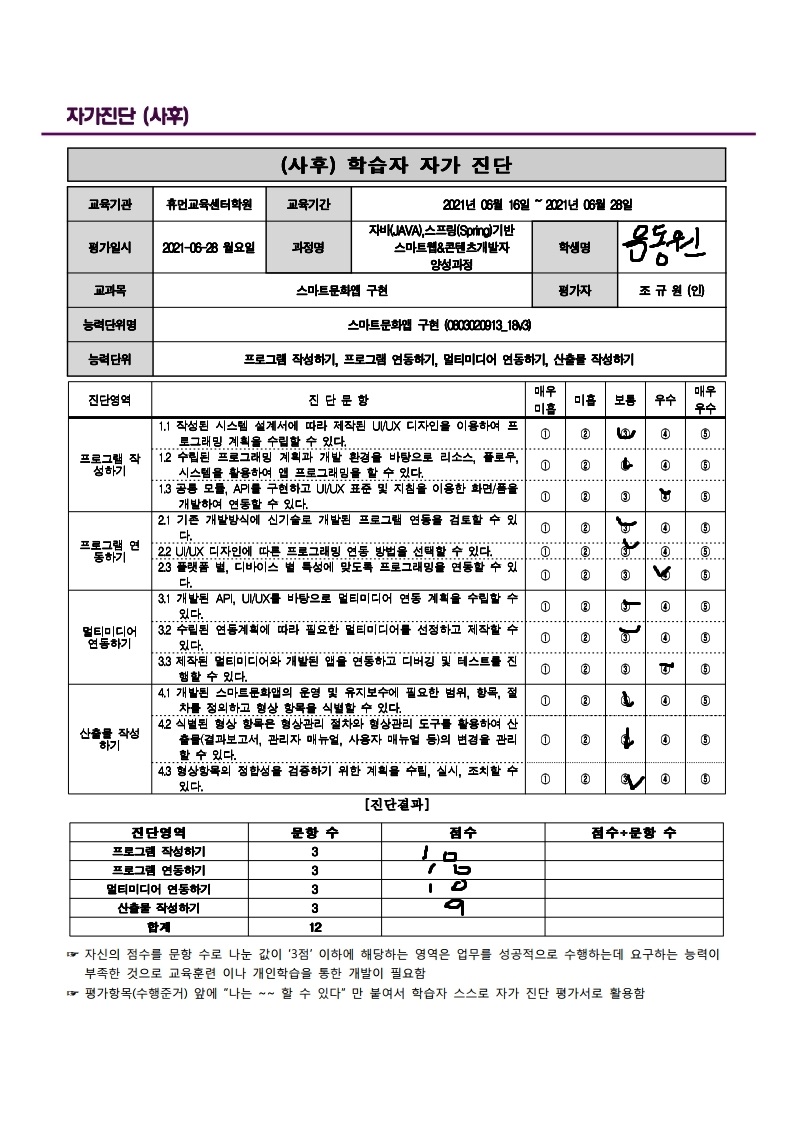 자가진단 (사후)
(사후) 학습자 자가 진단
교육기관 휴먼교육센터학원 교육기간 2021년 06월 16일 ~ 2021년 06월 28일
평가일시 2021-06-28 월요일 과정명 자바(JAVA),스프링(Spring)기반
스마트웹&콘텐츠개발자
양성과정 학생명
교과목 스마트문화앱 구현 평가자 조 규 원 (인)
능력단위명 스마트문화앱 구현 (0803020913_18v3)
능력단위 프로그램 작성하기, 프로그램 연동하기, 멀티미디어 연동하기, 산출물 작성하기
진단영역 진 단 문 항 매우 미흡 미흡 보통 우수 매우 우수
프로그램 작성하기
1.1 작성된 시스템 설계서에 따라 제작된 UI/UX 디자인을 이용하여 프
로그래밍 계획을 수립할 수 있다. ① ② ③ ④ ⑤
1.2 수립된 프로그래밍 계획과 개발 환경을 바탕으로 리소스, 플로우,
시스템을 활용하여 앱 프로그래밍을 할 수 있다. ① ② ③ ④ ⑤
1.3 공통 모듈, API를 구현하고 UI/UX 표준 및 지침을 이용한 화면/폼을
개발하여 연동할 수 있다. ① ② ③ ④ ⑤
프로그램 연동하기
2.1 기존 개발방식에 신기술로 개발된 프로그램 연동을 검토할 수 있
다. ① ② ③ ④ ⑤
2.2 UI/UX 디자인에 따른 프로그래밍 연동 방법을 선택할 수 있다. ① ② ③ ④ ⑤
2.3 플랫폼 별, 디바이스 별 특성에 맞도록 프로그래밍을 연동할 수 있
다. ① ② ③ ④ ⑤
멀티미디어 연동하기
3.1 개발된 API, UI/UX를 바탕으로 멀티미디어 연동 계획을 수립할 수
있다. ① ② ③ ④ ⑤
3.2 수립된 연동계획에 따라 필요한 멀티미디어를 선정하고 제작할 수
있다. ① ② ③ ④ ⑤
3.3 제작된 멀티미디어와 개발된 앱을 연동하고 디버깅 및 테스트를 진
행할 수 있다. ① ② ③ ④ ⑤
산출물 작성하기
4.1 개발된 스마트문화앱의 운영 및 유지보수에 필요한 범위, 항목, 절
차를 정의하고 형상 항목을 식별할 수 있다. ① ② ③ ④ ⑤
4.2 식별된 형상 항목은 형상관리 절차와 형상관리 도구를 활용하여 산
출물(결과보고서, 관리자 매뉴얼, 사용자 매뉴얼 등)의 변경을 관리
할 수 있다. ① ② ③ ④ ⑤
4.3 형상항목의 정합성을 검증하기 위한 계획을 수립, 실시, 조치할 수
있다. ① ② ③ ④ ⑤
[진단결과]
진단영역 문항 수 점수 점수÷문항 수
프로그램 작성하기 3 10
프로그램 연동하기 3 10
멀티미디어 연동하기 3 10
산출물 작성하기 3 9
합계 12
☞ 자신의 점수를 문항 수로 나눈 값이 '3점' 이하에 해당하는 영역은 업무를 성공적으로 수행하는데 요구하는 능력이
부족한 것으로 교육훈련 이나 개인학습을 통한 개발이 필요함
☞ 평가항목(수행준거) 앞에 "나는 ~~ 할 수 있다" 만 붙여서 학습자 스스로 자가 진단 평가서로 활용함